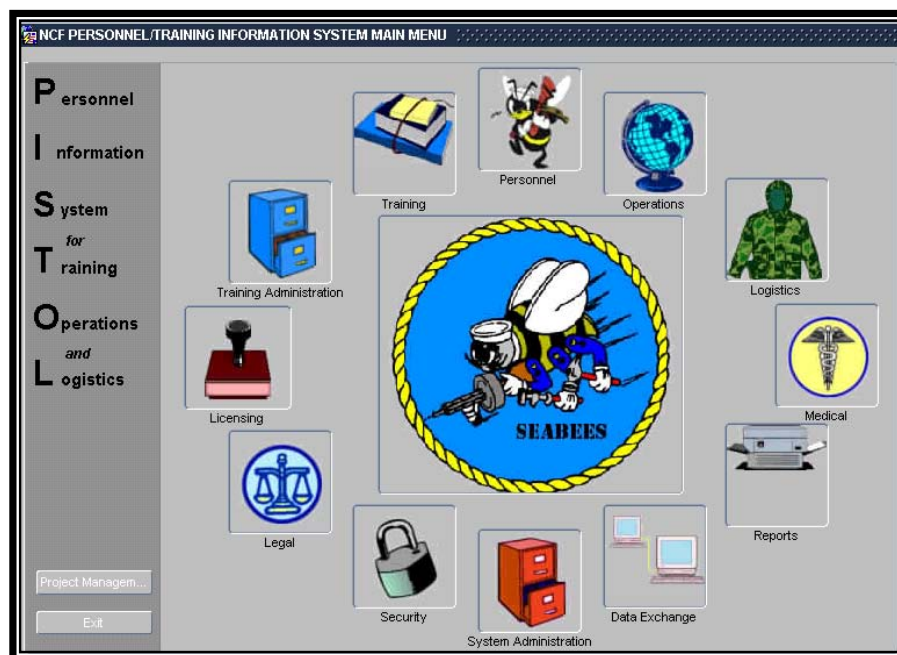 NCF PERSONNEL/TRAINING INFORMATION SYSTEM MAIN MENU
Personnel
Information
System
for
Training
Operations
and
Logistics
Project Managem...
Exit
Personnel
Training
Operations
Training Administration
Logistics
Licensing
Medical
SEABEES
Legal
Reports
Security
System Administration
Data Exchange